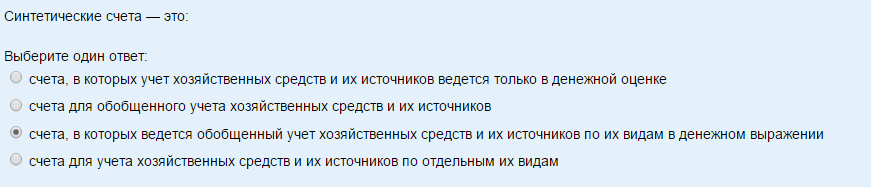 Синтетические счета — это:
Выберите один ответ:
счета, в которых учет хозяйственных средств и их источников ведется только в денежной оценке
счета для обобщенного учета хозяйственных средств и их источников
счета, в которых ведется обобщенный учет хозяйственных средств и их источников по их видам в денежном выражении
счета для учета хозяйственных средств и их источников по отдельным их видам